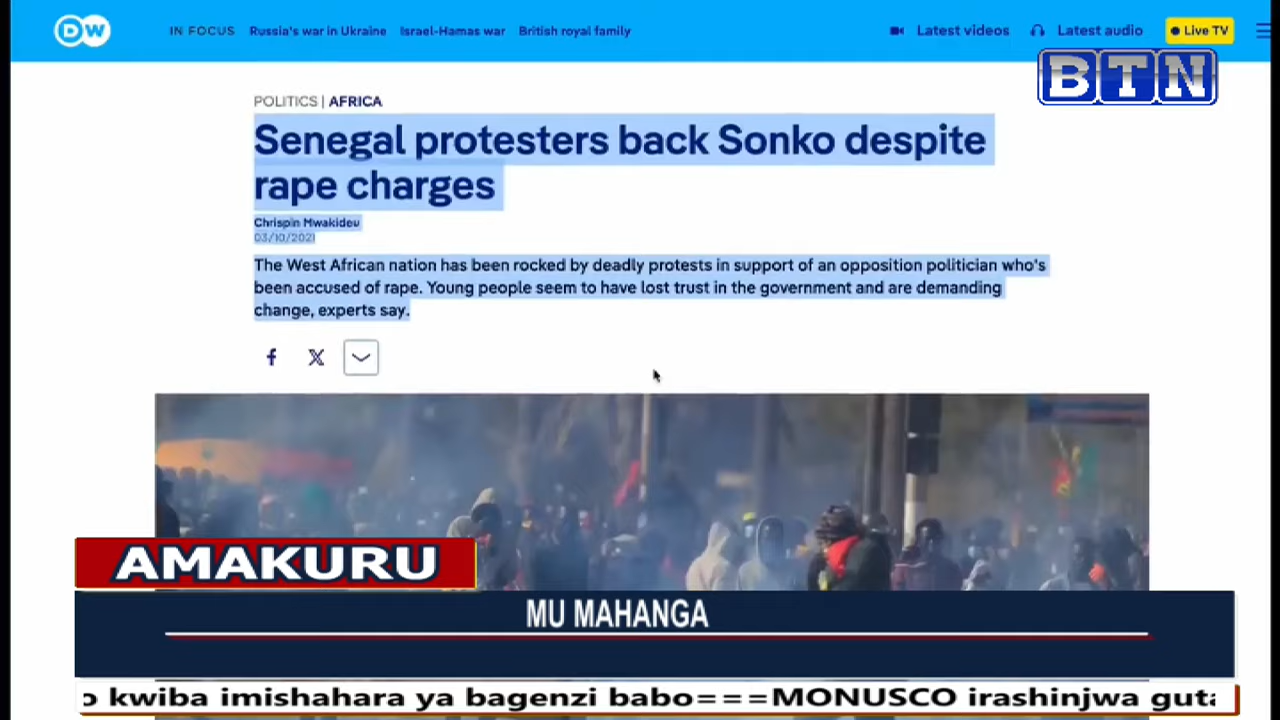 DW
IN FOCUS Russia's war in Ukraine Israel-Hamas war British royal family Latest videos Latest audio Live TV
BTN
POLITICS | AFRICA
Senegal protesters back Sonko despite
rape charges
Chrispin Mwakideu
03/10/2021
The West African nation has been rocked by deadly protests in support of an opposition politician who's
been accused of rape. Young people seem to have lost trust in the government and are demanding
change, experts say.
AMAKURU
MU MAHANGA
o kwiba imishahara ya bagenzi babo===MONUSCO irashinjwa guta